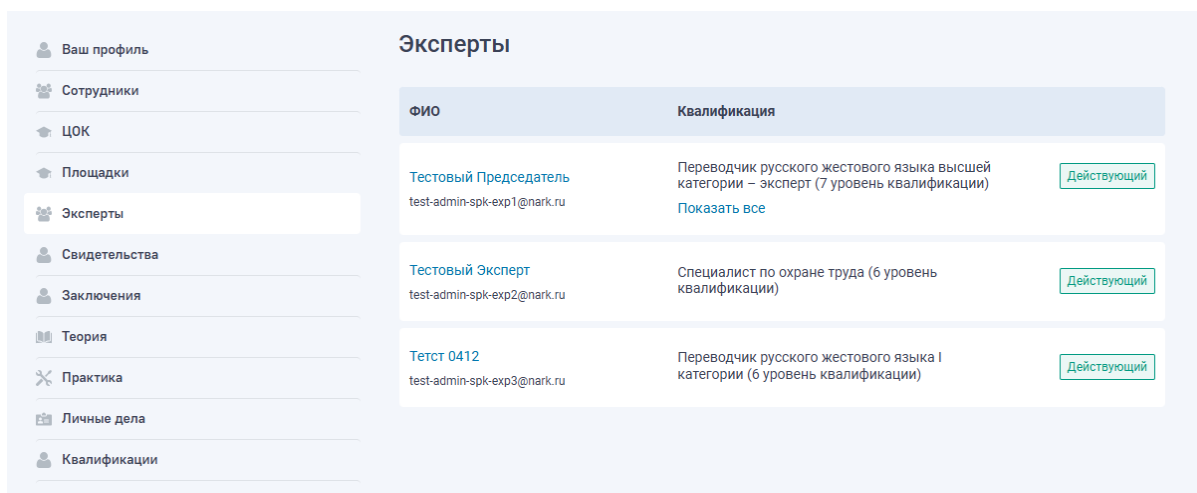 Ваш профиль
Сотрудники
ЦОК
Площадки
Эксперты
Свидетельства
Заключения
Теория
Практика
Личные дела
Квалификации
Эксперты
ФИО
Квалификация
Тестовый Председатель
test-admin-spk-exp1@nark.ru
Переводчик русского жестового языка высшей
категории – эксперт (7 уровень квалификации)
Показать все
Действующий
Тестовый Эксперт
test-admin-spk-exp2@nark.ru
Специалист по охране труда (6 уровень
квалификации)
Действующий
Тетст 0412
test-admin-spk-exp3@nark.ru
Переводчик русского жестового языка I
категории (6 уровень квалификации)
Действующий